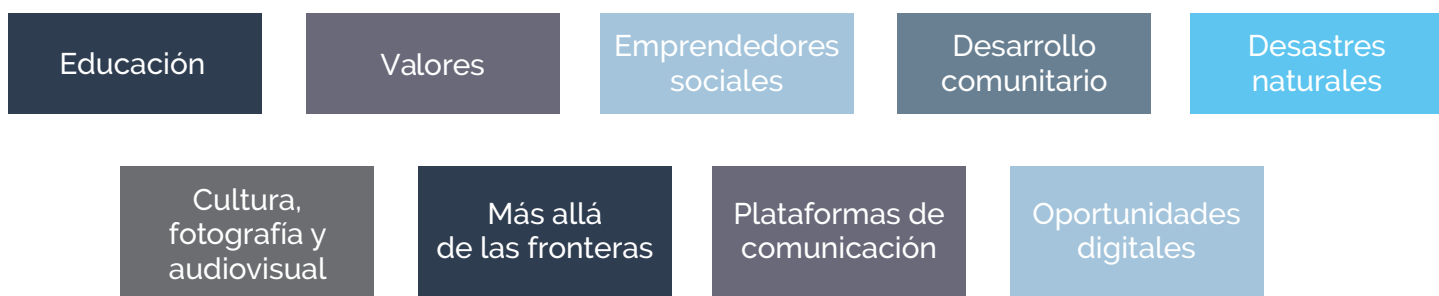 Educación
Valores
Emprendedores
sociales
Desarrollo
comunitario
Desastres
naturales
Cultura,
fotografía y
audiovisual
Más allá
de las fronteras
Plataformas de
comunicación
Oportunidades
digitales